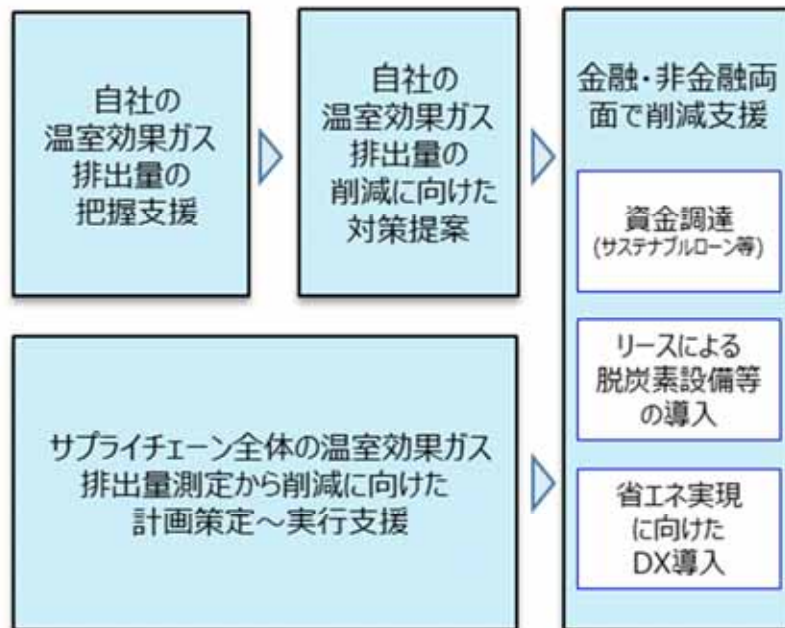 自社の
温室効果ガス
排出量の
把握支援
自社の
温室効果ガス
排出量の
削減に向けた
対策提案
サプライチェーン全体の温室効果ガス
排出量測定から削減に向けた
計画策定～実行支援
金融・非金融両
面で削減支援
資金調達
(サステナブルローン等)
リースによる
脱炭素設備等
の導入
省エネ実現
に向けた
DX導入